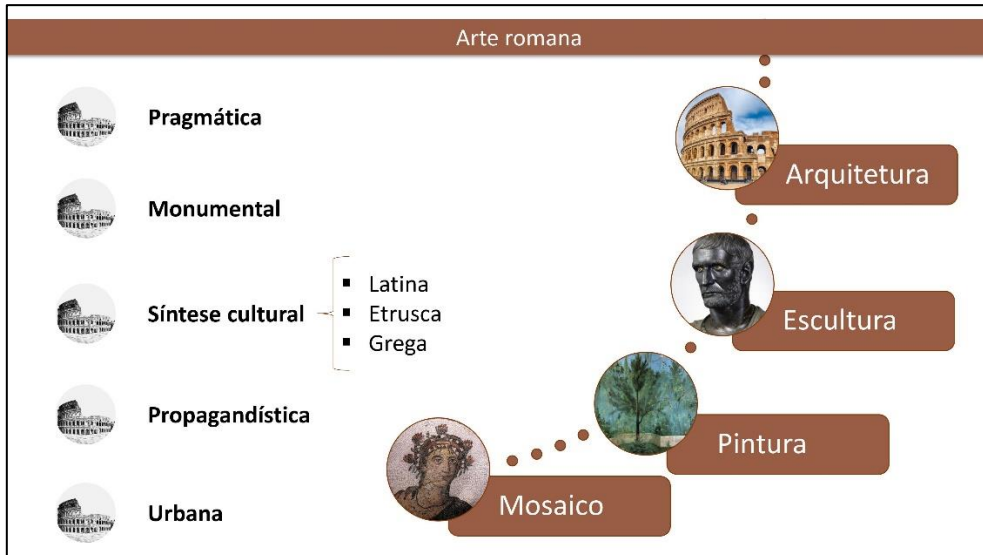 Arte romana
Pragmática
Monumental
Síntese cultural
Latina
Etrusca
Grega
Propagandística
Urbana
Arquitetura
Escultura
Pintura
Mosaico